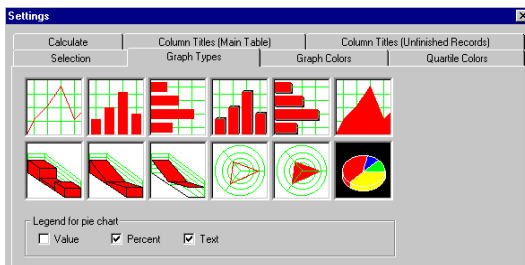 Settings
Calculate Column Titles (Main Table) Column Titles (Unfinished Records)
Selection Graph Types Graph Colors Quartile Colors
Legend for pie chart
Value Percent Text